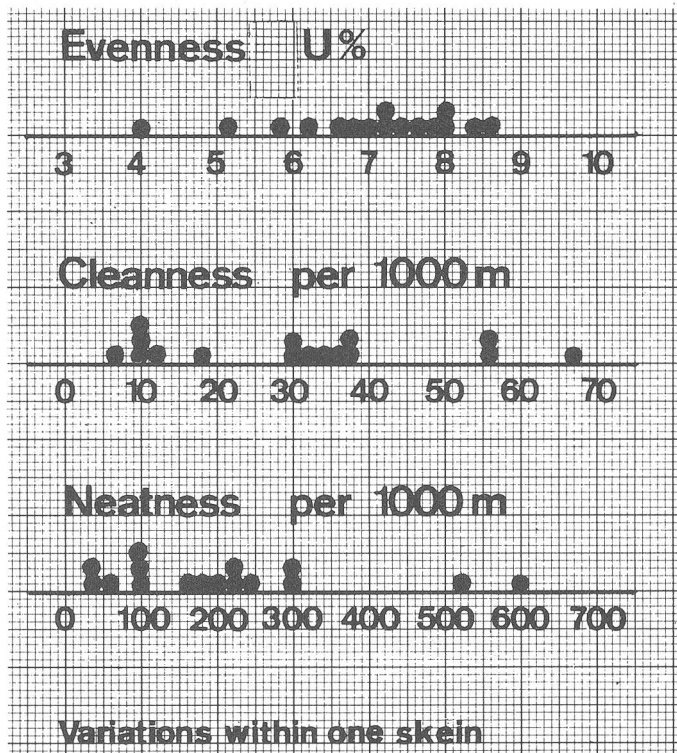 Evenness U%
3 4 5 6 7 8 9 10
Cleanness per 1000 m
0 10 20 30 40 50 60 70
Neatness per 1000 m
0 100 200 300 400 500 600 700
Variations within one skein